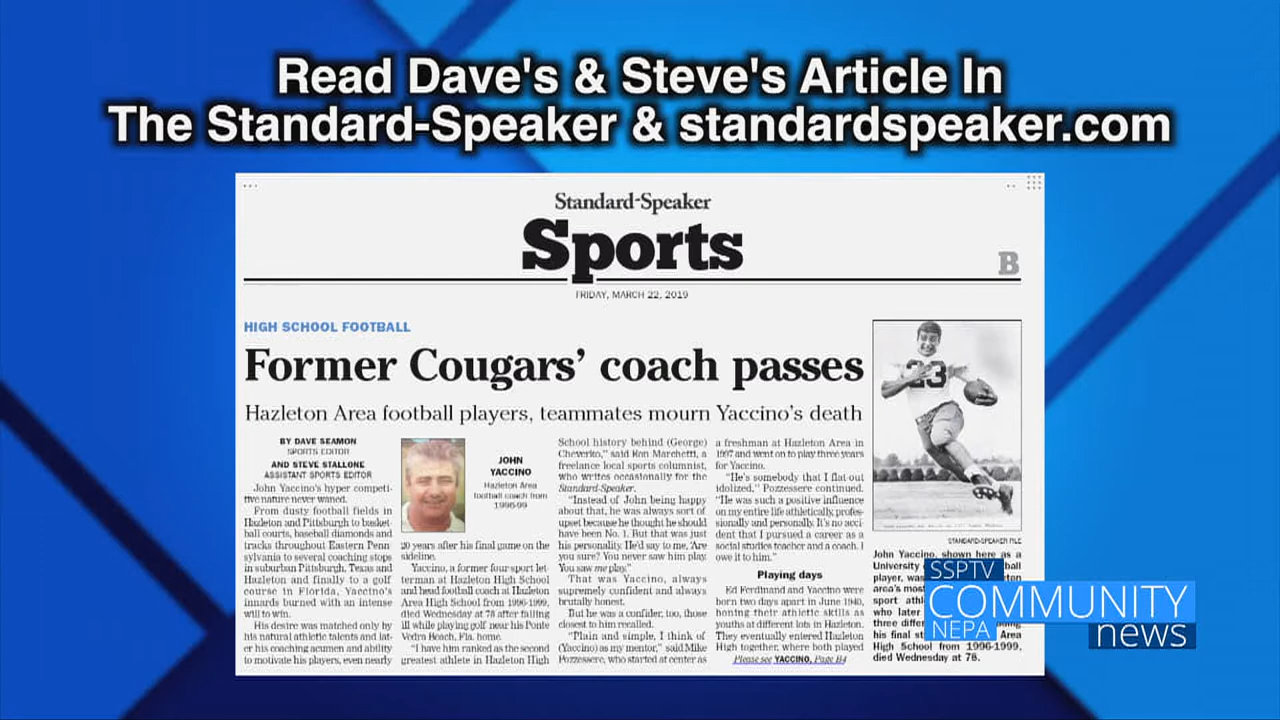 Read Dave's & Steve's Article In
The Standard-Speaker & standardspeaker.com
Standard-Speaker
Sports
B
FRIDAY, MARCH 22, 2019
HIGH SCHOOL FOOTBALL
Former Cougars' coach passes
Hazleton Area football players, teammates mourn Yaccino's death
BY DAVE SEAMON
SPORTS EDITOR
AND STEVE STALLONE
ASSISTANT SPORTS EDITOR
John Yaccino's hyper competi-
tive nature never waned.
From dusty football fields in
Hazleton and Pittsburgh to basket-
ball courts, baseball diamonds and
tracks throughout Eastern Penn
sylvania to several coaching stops
in suburban Pittsburgh, Texas and
Hazleton and finally to a golf
course in Florida, Yaccino's
innards burned with an intense
will to win.
His desire was matched only by
his natural athletic talents and lat-
er his coaching acumen and ability
to motivate his players, even nearly
JOHN
YACCINO
Hazleton Area
football coach from
1996-99
20 years after his final game on the
sideline.
Yaccino, a former four-sport let-
terman at Hazleton High School
and head football coach at Hazleton
Area High School from 1996-1999,
died Wednesday at 78 after falling
ill while playing golf near his Ponte
Vedra Beach, Fla. home.
"I have him ranked as the second
greatest athlete in Hazleton High
School history behind (George)
Cheverko," said Ron Marchetti, a
freelance local sports columnist,
who writes occasionally for the
Standard-Speaker.
"Instead of John being happy
about that, he was always sort of
upset because he thought he should
have been No. 1. But that was just
his personality. He'd say to me, 'Are
you sure? You never saw him play.
You saw me play.'"
That was Yaccino, always
supremely confident and always
brutally honest.
But he was a confider, too, those
closest to him recalled.
"Plain and simple, I think of
(Yaccino) as my mentor," said Mike
Pozzessere, who started at center as
a freshman at Hazleton Area in
1997 and went on to play three years
for Yaccino.
"He's somebody that I flat-out
idolized," Pozzessere continued.
"He was such a positive influence
on my entire life athletically, profes-
sionally and personally. It's no acci-
dent that I pursued a career as a
social studies teacher and a coach. I
owe it to him."
Playing days
Ed Ferdinand and Yaccino were
born two days apart in June 1940,
honing their athletic skills as
youths at different lots in Hazleton.
They eventually entered Hazleton
High together, where both played
Please see YACCINO, Page B4
23
STANDARD-SPEAKER FILE
John Yaccino, shown here as a
University ball
player, was ton
area's most
sport athl
who later
three differ
his final st Area
High School from 1996-1999,
died Wednesday at 78.
SSPTV
COMMUNITY
NEPA news